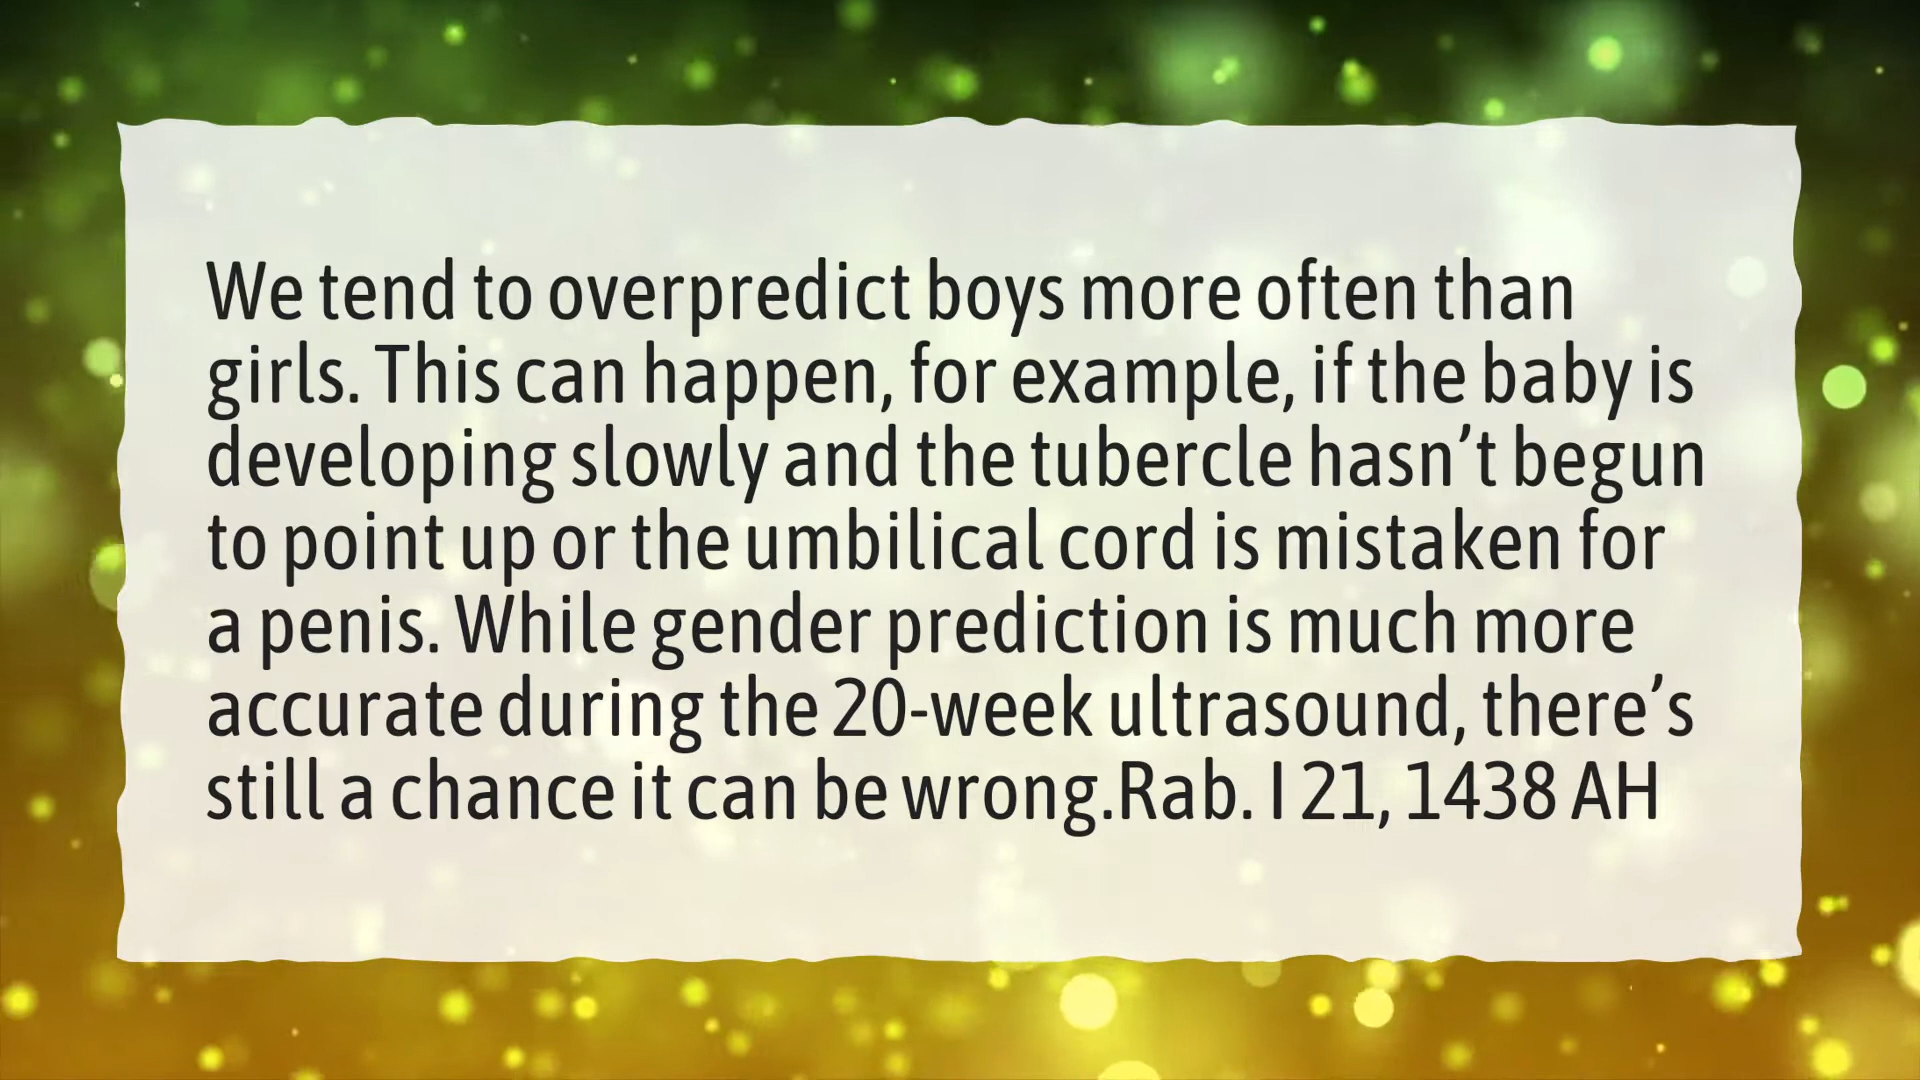 We tend to overpredict boys more often than
girls. This can happen, for example, if the baby is
developing slowly and the tubercle hasn’t begun
to point up or the umbilical cord is mistaken for
a penis. While gender prediction is much more
accurate during the 20-week ultrasound, there’s
still a chance it can be wrong.Rab. I 21, 1438 AH